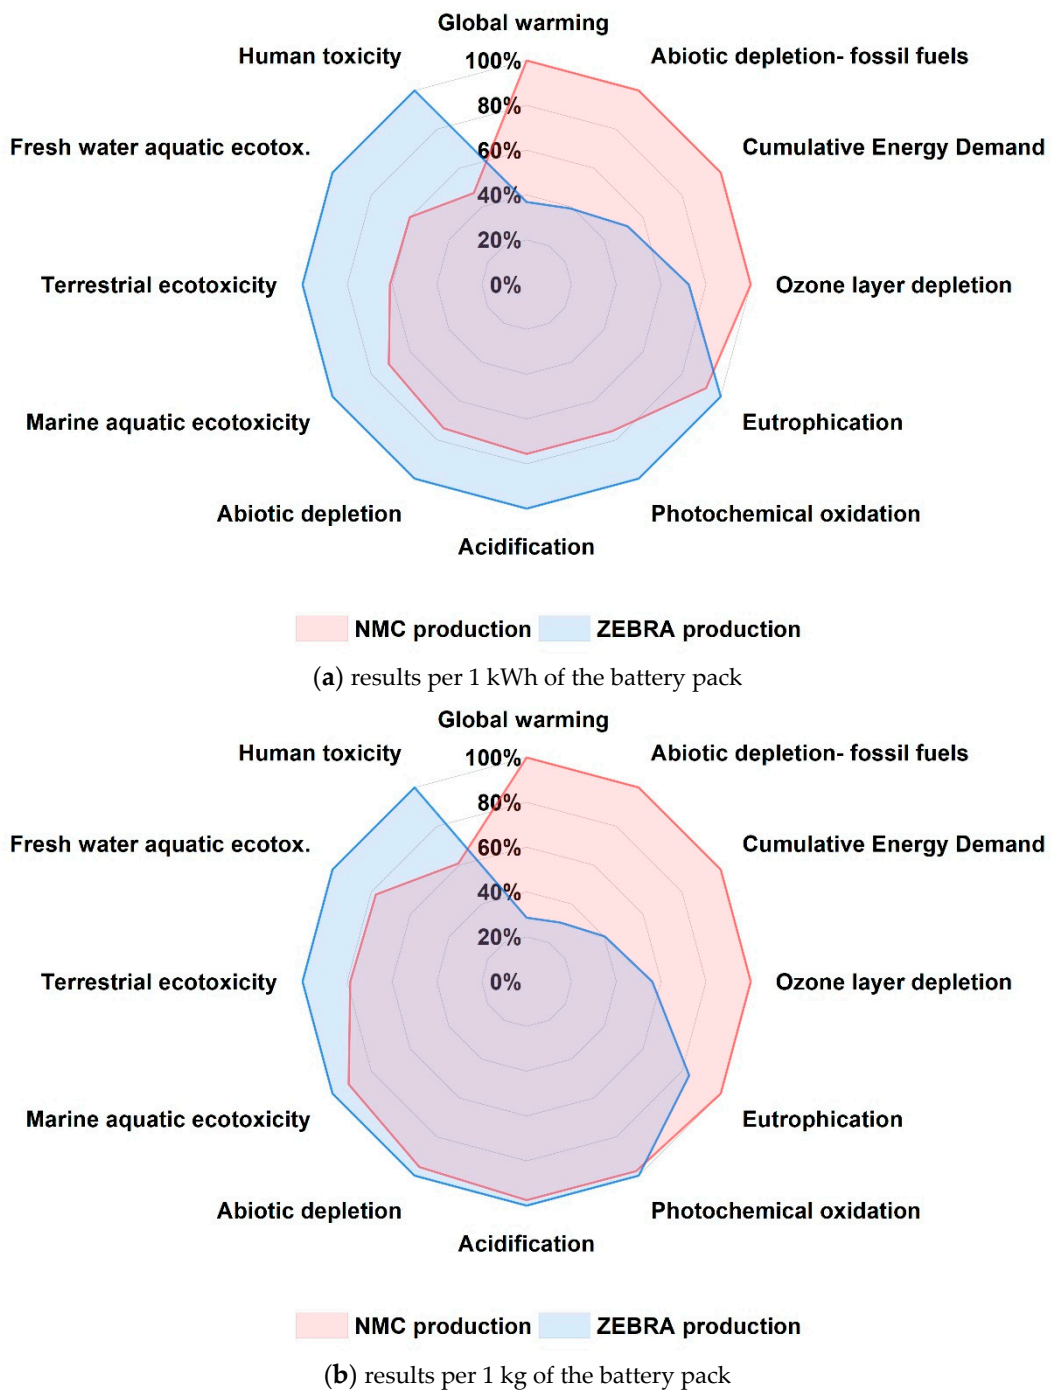 Global warming
Human toxicity
Abiotic depletion- fossil fuels
100%
80%
Fresh water aquatic ecotox.
Cumulative Energy Demand
60%
40%
20%
Terrestrial ecotoxicity
0%
Ozone layer depletion
Marine aquatic ecotoxicity
Eutrophication
Abiotic depletion
Photochemical oxidation
Acidification
NMC production ZEBRA production
(a) results per 1 kWh of the battery pack
Global warming
Human toxicity
Abiotic depletion- fossil fuels
100%
80%
Fresh water aquatic ecotox.
Cumulative Energy Demand
60%
40%
20%
Terrestrial ecotoxicity
0%
Ozone layer depletion
Marine aquatic ecotoxicity
Eutrophication
Abiotic depletion
Photochemical oxidation
Acidification
NMC production ZEBRA production
(b) results per 1 kg of the battery pack